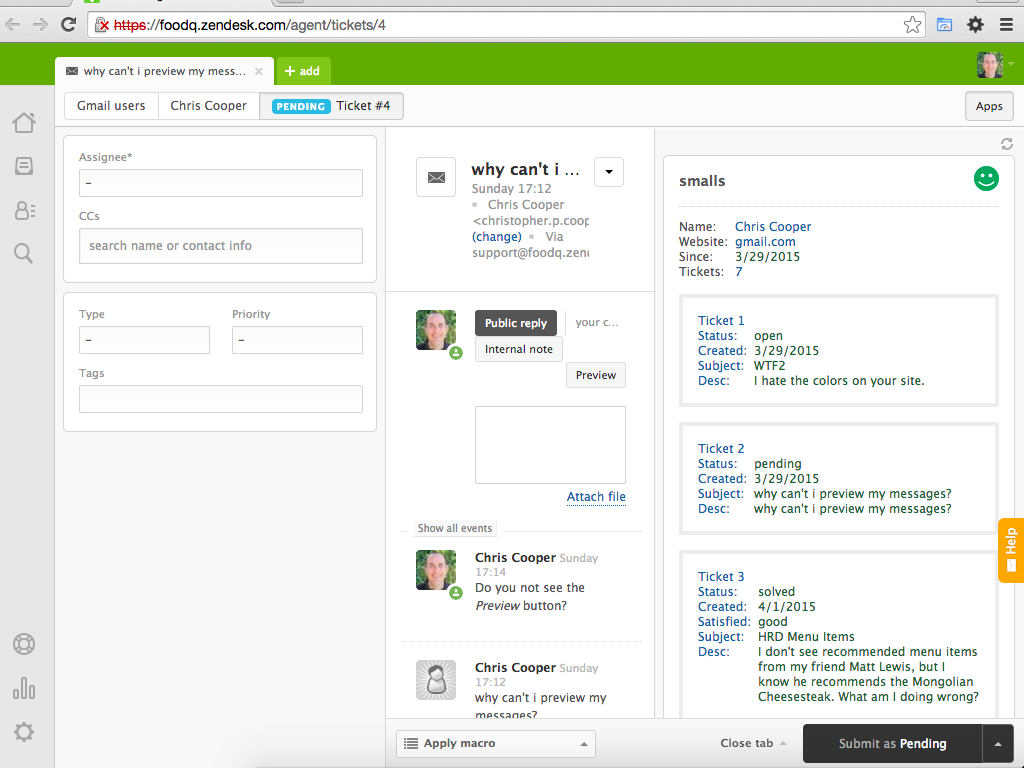 https://foodq.zendesk.com/agent/tickets/4
why can't i preview my mess...
+ add
Gmail users
Chris Cooper
PENDING Ticket #4
Apps
Assignee*
–
CCs
search name or contact info
Type
Priority
–
–
Tags
why can't i ...
Sunday 17:12
Chris Cooper
<christopher.p.coop
(change) • Via
support@foodq.zen
Public reply
your c...
Internal note
Preview
Attach file
Show all events
Chris Cooper Sunday
17:14
Do you not see the
Preview button?
Chris Cooper Sunday
17:12
why can't i preview my
messages?
smalls
Name: Chris Cooper
Website: gmail.com
Since: 3/29/2015
Tickets: 7
Ticket 1
Status: open
Created: 3/29/2015
Subject: WTF2
Desc: I hate the colors on your site.
Ticket 2
Status: pending
Created: 3/29/2015
Subject: why can't i preview my messages?
Desc: why can't i preview my messages?
Ticket 3
Status: solved
Created: 4/1/2015
Satisfied: good
Subject: HRD Menu Items
Desc: I don't see recommended menu items
from my friend Matt Lewis, but I
know he recommends the Mongolian
Cheesesteak. What am I doing wrong?
Help
Apply macro
Close tab
Submit as Pending